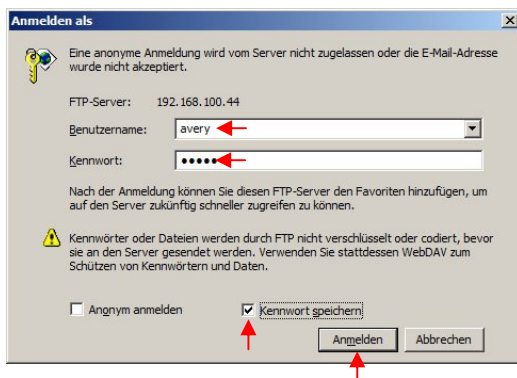 Anmelden als
Eine anonyme Anmeldung wird vom Server nicht zugelassen oder die E-Mail-Adresse
wurde nicht akzeptiert.
FTP-Server: 192.168.100.44
Benutzername: avery
Kennwort: •••••
Nach der Anmeldung können Sie diesen FTP-Server den Favoriten hinzufügen, um
auf den Server zukünftig schneller zugreifen zu können.
Kennwörter oder Dateien werden durch FTP nicht verschlüsselt oder codiert, bevor
sie an den Server gesendet werden. Verwenden Sie stattdessen WebDAV zum
Schützen von Kennwörtern und Daten.
Anonym anmelden Kennwort speichern
Anmelden Abbrechen